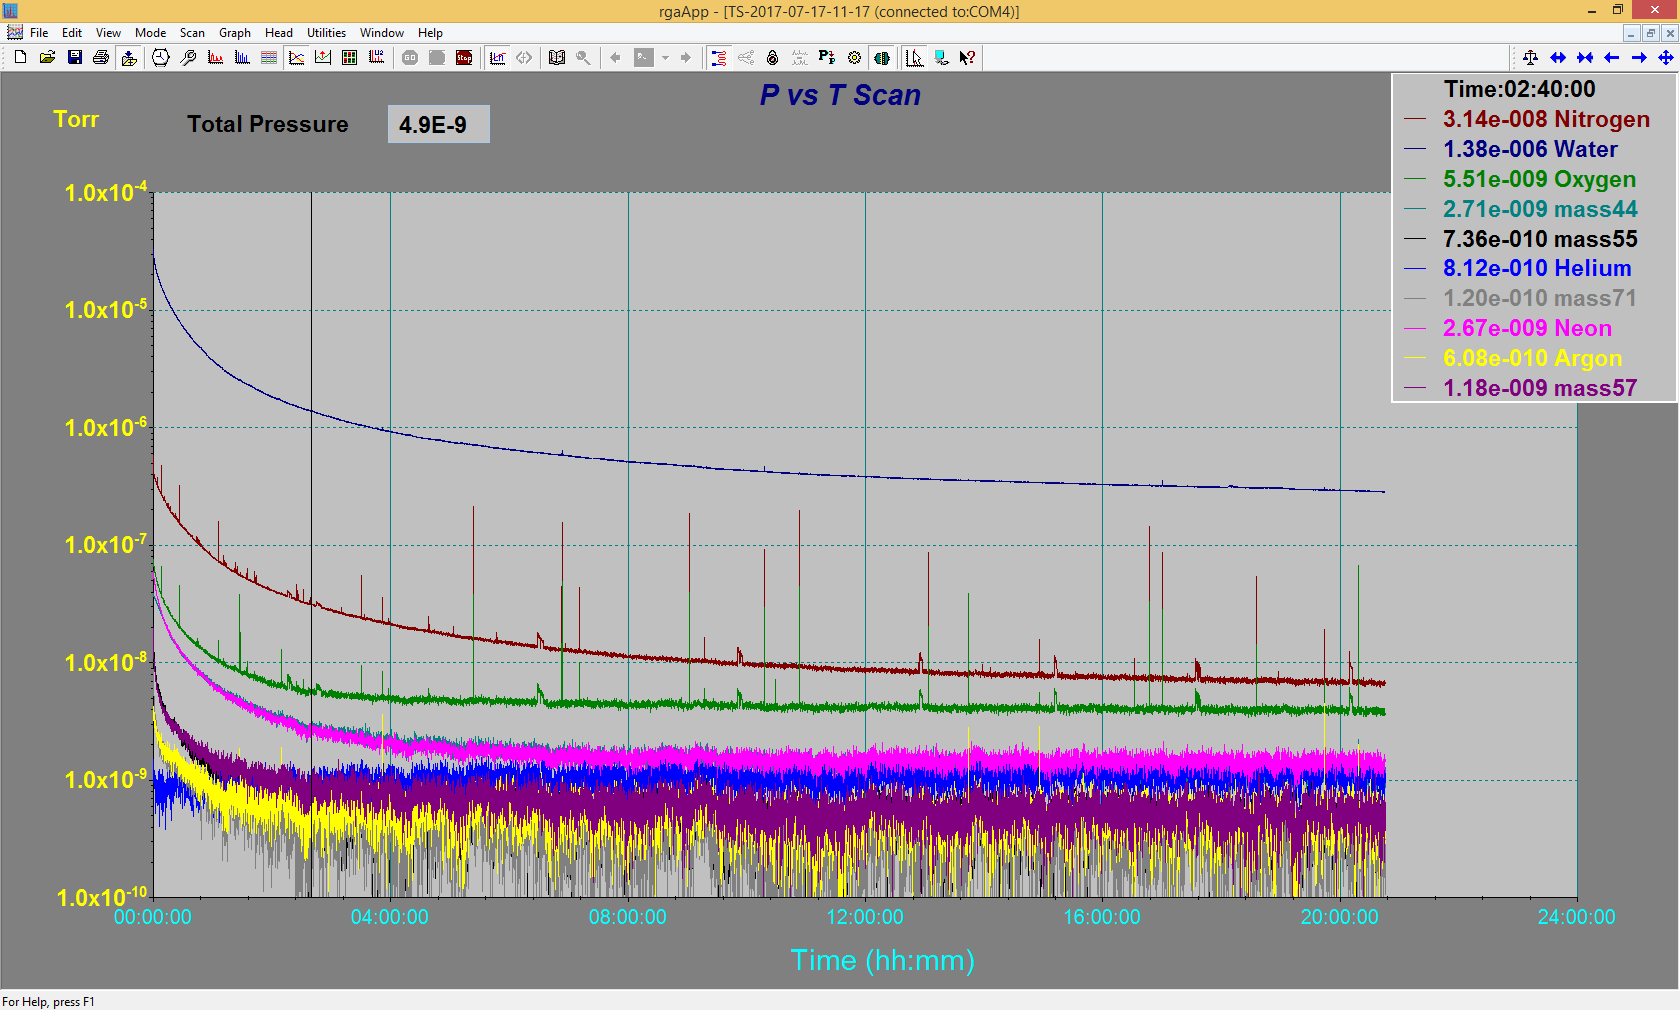 rgaApp - [TS-2017-07-17-11-17 (connected to:COM4)]
File Edit View Mode Scan Graph Head Utilities Window Help
GO Stop
P vs T Scan
Torr
Total Pressure 4.9E-9
Time:02:40:00
3.14e-008 Nitrogen
1.38e-006 Water
5.51e-009 Oxygen
2.71e-009 mass44
7.36e-010 mass55
8.12e-010 Helium
1.20e-010 mass71
2.67e-009 Neon
6.08e-010 Argon
1.18e-009 mass57
1.0x10-4
1.0x10-5
1.0x10-6
1.0x10-7
1.0x10-8
1.0x10-9
1.0x10-10
00:00:00 04:00:00 08:00:00 12:00:00 16:00:00 20:00:00 24:00:00
Time (hh:mm)
For Help, press F1